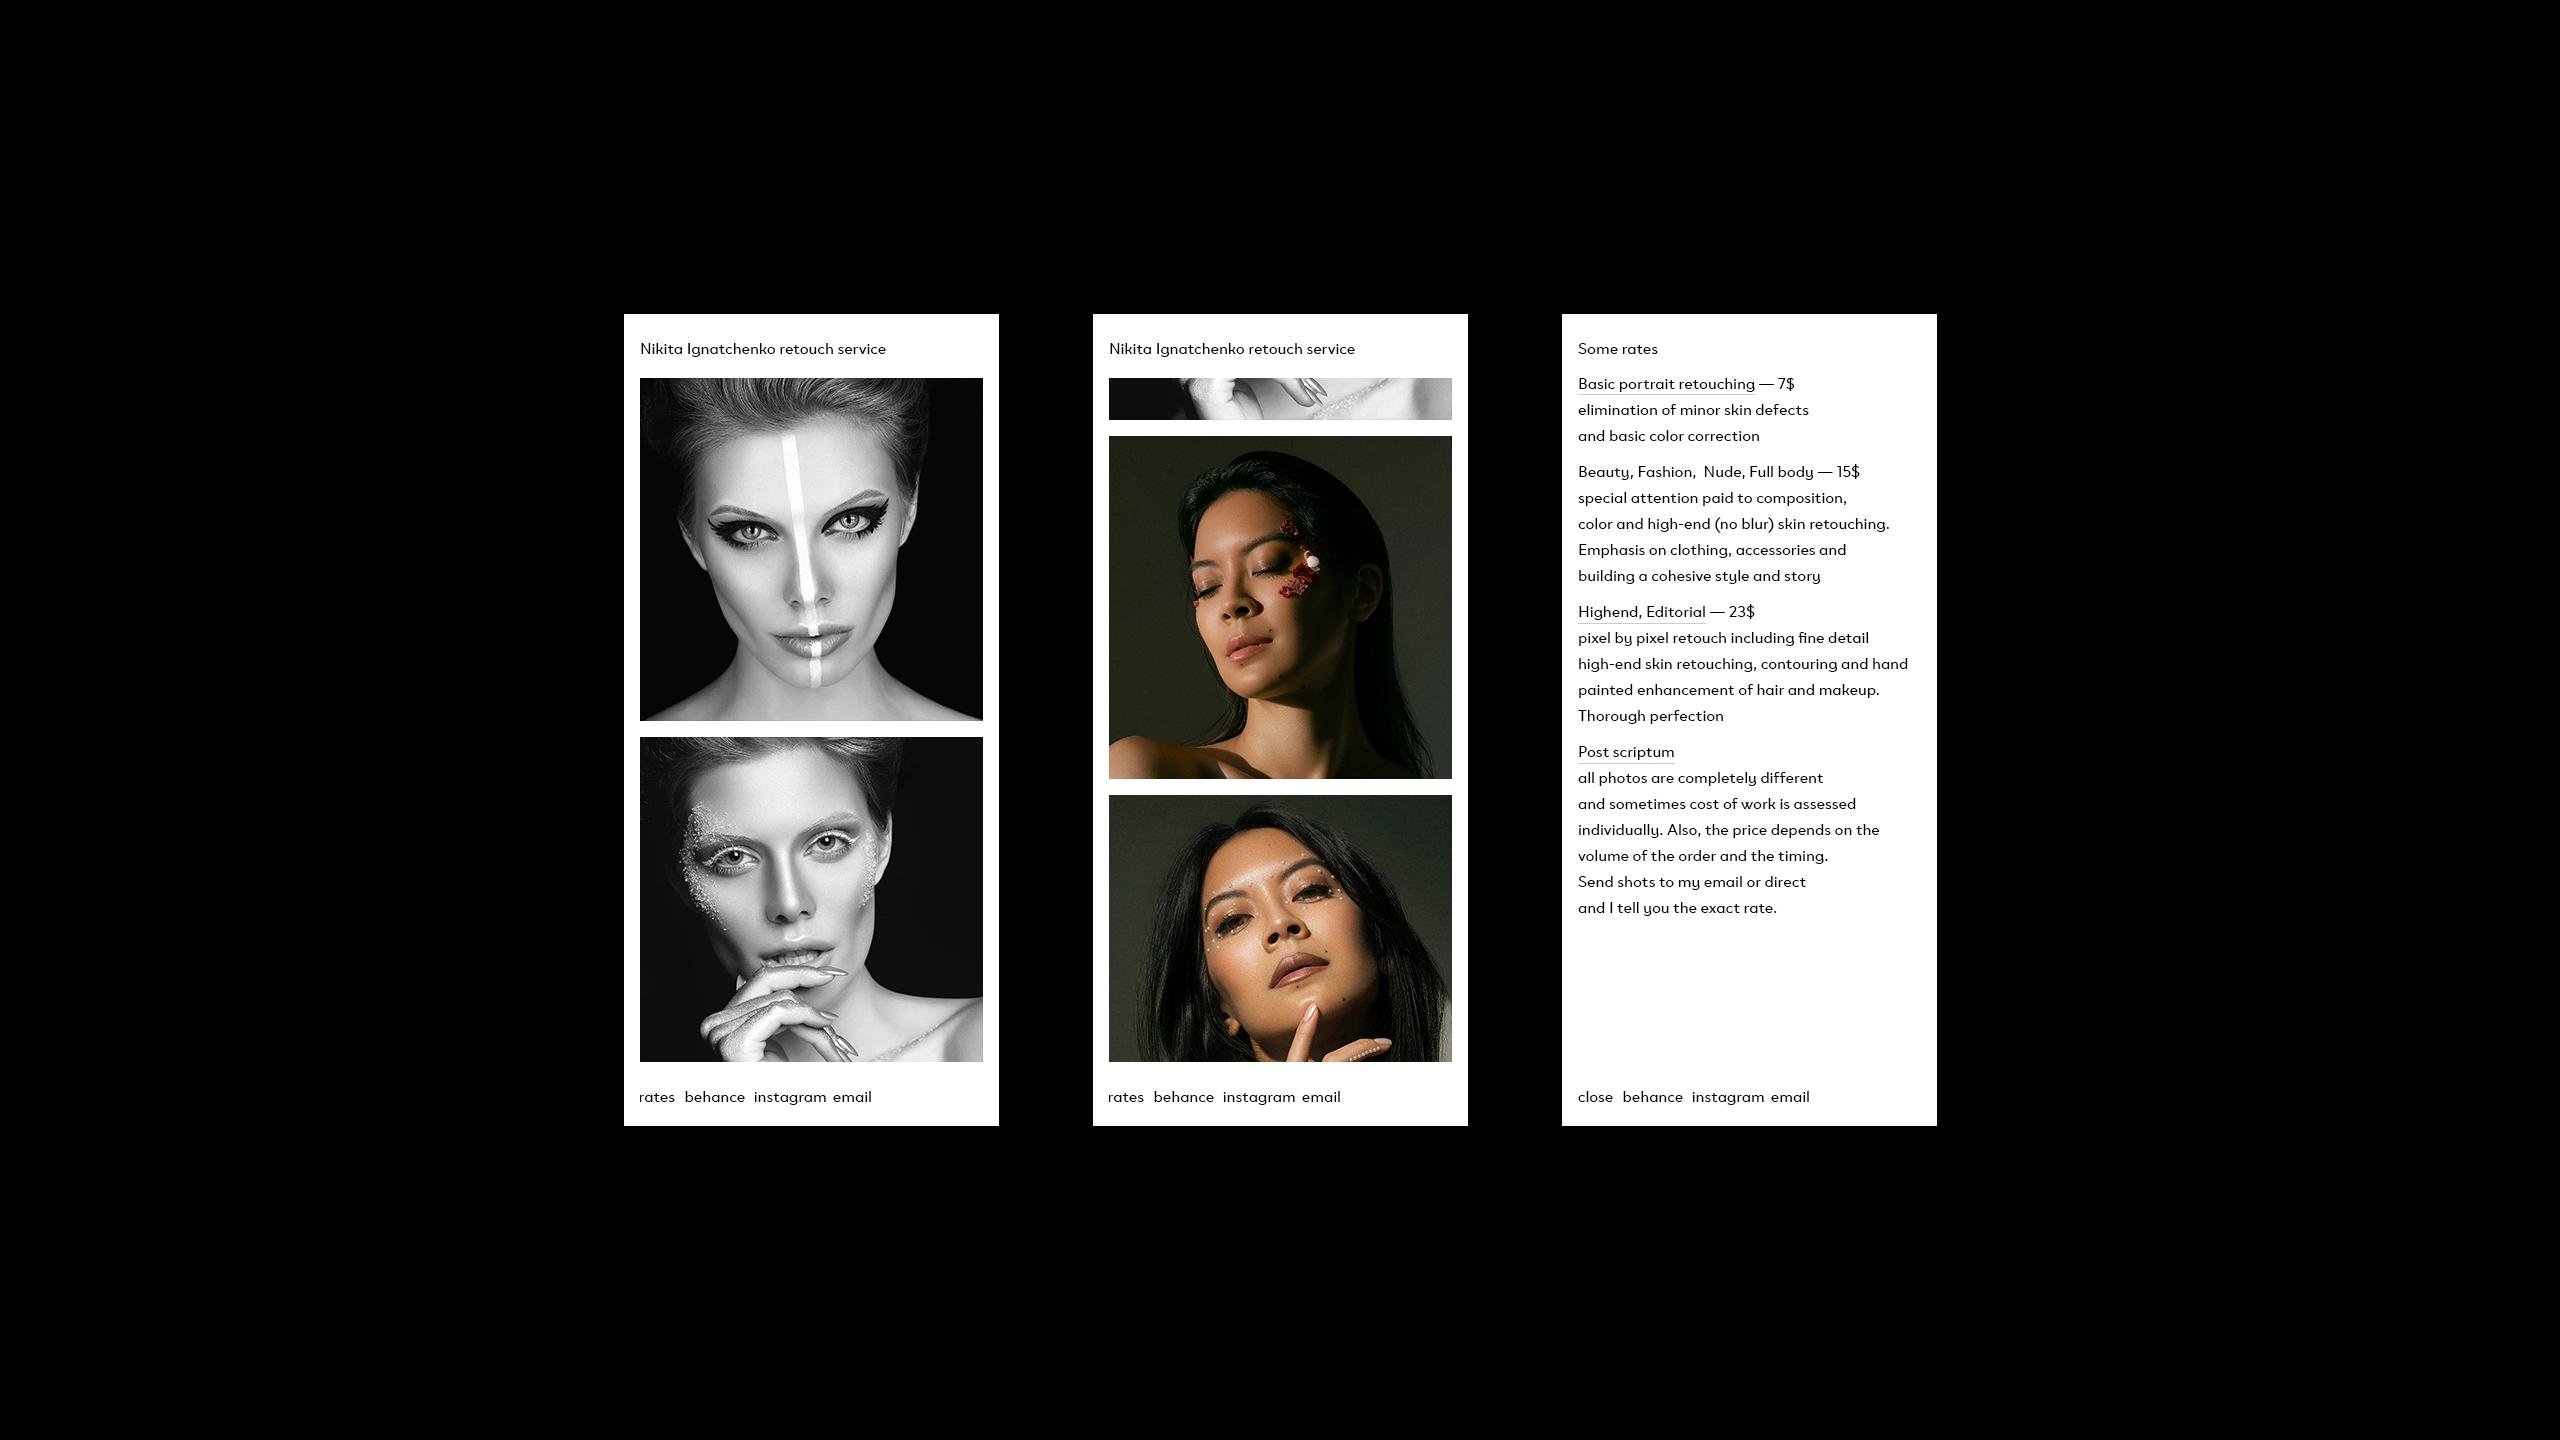 Nikita Ignatchenko retouch service
rates behance instagram email
Nikita Ignatchenko retouch service
rates behance instagram email
Some rates
Basic portrait retouching — 7$
elimination of minor skin defects
and basic color correction
Beauty, Fashion, Nude, Full body — 15$
special attention paid to composition,
color and high-end (no blur) skin retouching.
Emphasis on clothing, accessories and
building a cohesive style and story
Highend, Editorial — 23$
pixel by pixel retouch including fine detail
high-end skin retouching, contouring and hand
painted enhancement of hair and makeup.
Thorough perfection
Post scriptum
all photos are completely different
and sometimes cost of work is assessed
individually. Also, the price depends on the
volume of the order and the timing.
Send shots to my email or direct
and I tell you the exact rate.
close behance instagram email